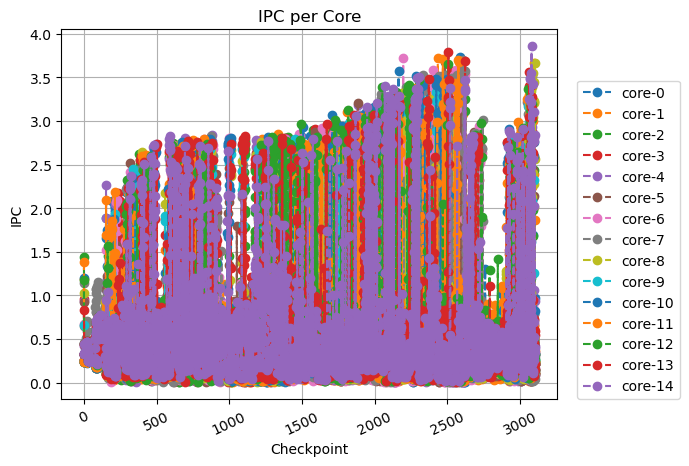 IPC per Core
4.0
3.5
3.0
2.5
2.0
1.5
1.0
0.5
0.0
IPC
0
500
1000
1500
2000
2500
3000
Checkpoint
core-0
core-1
core-2
core-3
core-4
core-5
core-6
core-7
core-8
core-9
core-10
core-11
core-12
core-13
core-14